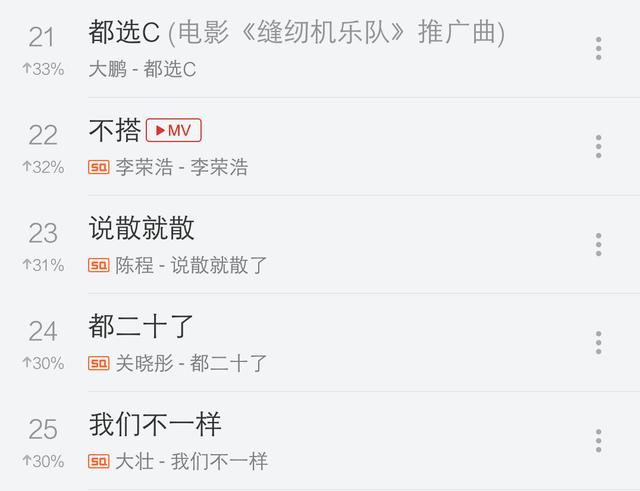 21 都选C (电影《缝纫机乐队》推广曲)
↑33% 大鹏 - 都选C
22 不搭 MV
↑32% SQ 李荣浩 - 李荣浩
23 说散就散
↑31% SQ 陈程 - 说散就散了
24 都二十了
↑30% SQ 关晓彤 - 都二十了
25 我们不一样
↑30% SQ 大壮 - 我们不一样